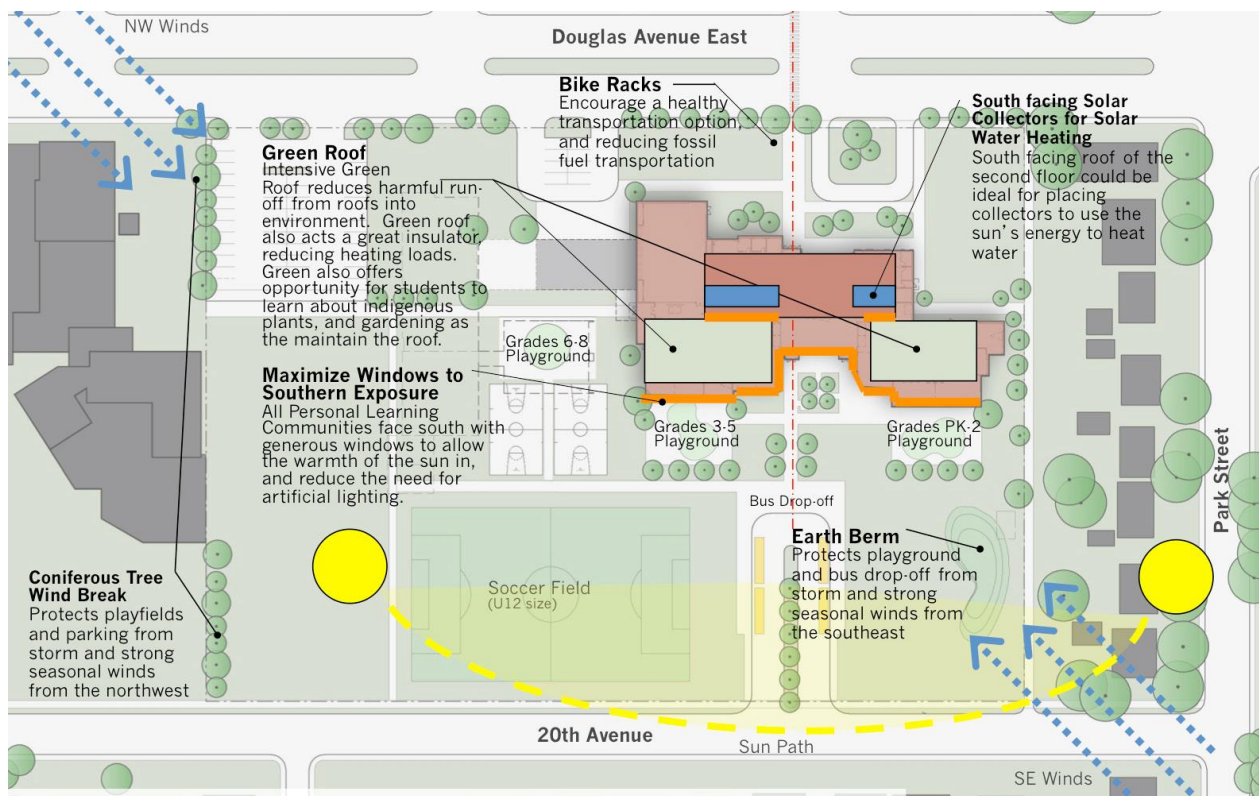 NW Winds
Douglas Avenue East
Bike Racks
Encourage a healthy
transportation option,
and reducing fossil
fuel transportation
South facing Solar
Collectors for Solar
Water Heating
South facing roof of the
second floor could be
ideal for placing
collectors to use the
sun's energy to heat
water
Green Roof
Intensive Green
Roof reduces harmful run-
off from roofs into
environment. Green roof
also acts a great insulator,
reducing heating loads.
Green also offers
opportunity for students to
learn about indigenous
plants, and gardening as
the maintain the roof.
Grades 6-8
Playground
Maximize Windows to
Southern Exposure
All Personal Learning
Communities face south with
generous windows to allow
the warmth of the sun in,
and reduce the need for
artificial lighting.
Grades 3-5
Playground
Grades PK-2
Playground
Park Street
Bus Drop-off
Earth Berm
Protects playground
and bus drop-off from
storm and strong
seasonal winds from
the southeast
Soccer Field
(U12 size)
Coniferous Tree
Wind Break
Protects playfields
and parking from
storm and strong
seasonal winds
from the northwest
20th Avenue
Sun Path
SE Winds